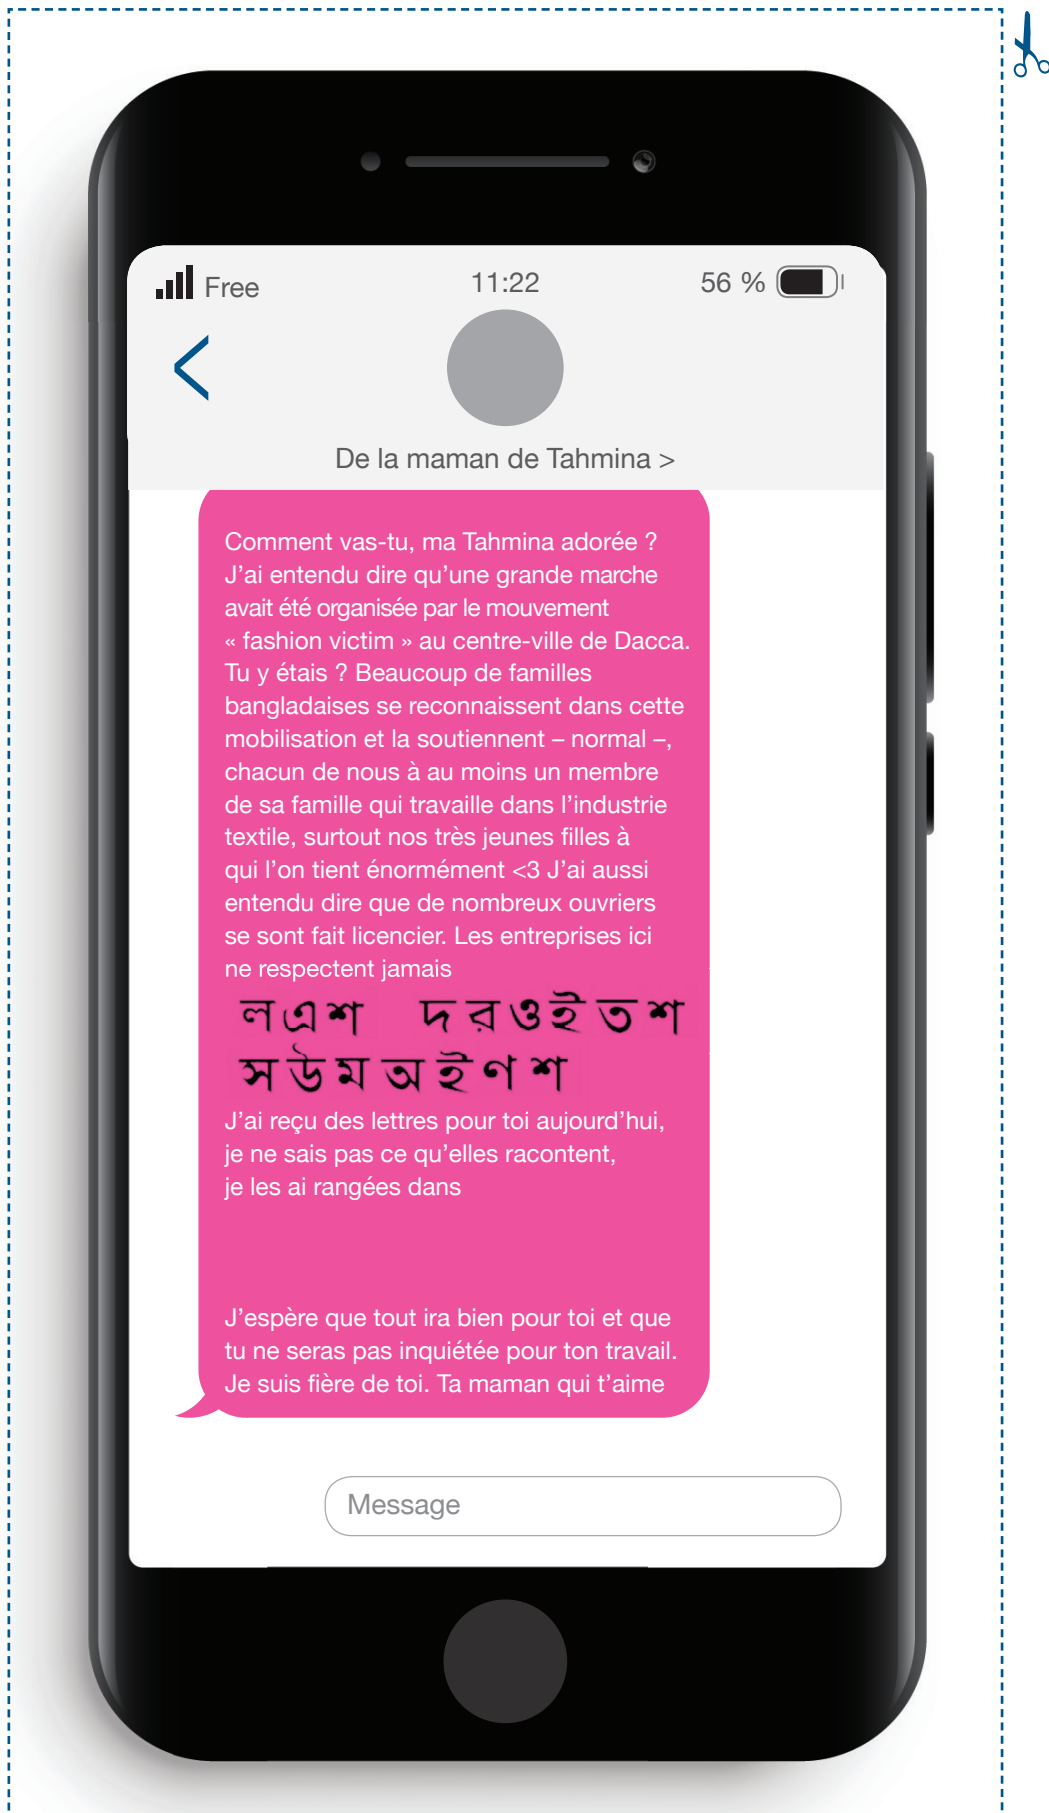 Free 11:22 56 %
De la maman de Tahmina >
Comment vas-tu, ma Tahmina adorée ?
J’ai entendu dire qu’une grande marche
avait été organisée par le mouvement
« fashion victim » au centre-ville de Dacca.
Tu y étais ? Beaucoup de familles
bangladaises se reconnaissent dans cette
mobilisation et la soutiennent – normal –,
chacun de nous à au moins un membre
de sa famille qui travaille dans l’industrie
textile, surtout nos très jeunes filles à
qui l’on tient énormément <3 J’ai aussi
entendu dire que de nombreux ouvriers
se sont fait licencier. Les entreprises ici
ne respectent jamais
লএশ দরওইতশ
সউমঅইণশ
J’ai reçu des lettres pour toi aujourd’hui,
je ne sais pas ce qu’elles racontent,
je les ai rangées dans
J’espère que tout ira bien pour toi et que
tu ne seras pas inquiétée pour ton travail.
Je suis fière de toi. Ta maman qui t’aime
Message